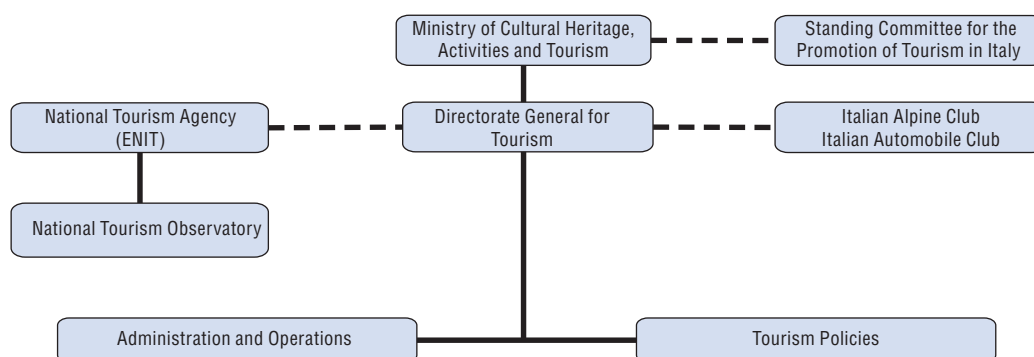 Ministry of Cultural Heritage,
Activities and Tourism
Standing Committee for the
Promotion of Tourism in Italy
National Tourism Agency
(ENIT)
Directorate General for
Tourism
Italian Alpine Club
Italian Automobile Club
National Tourism Observatory
Administration and Operations
Tourism Policies